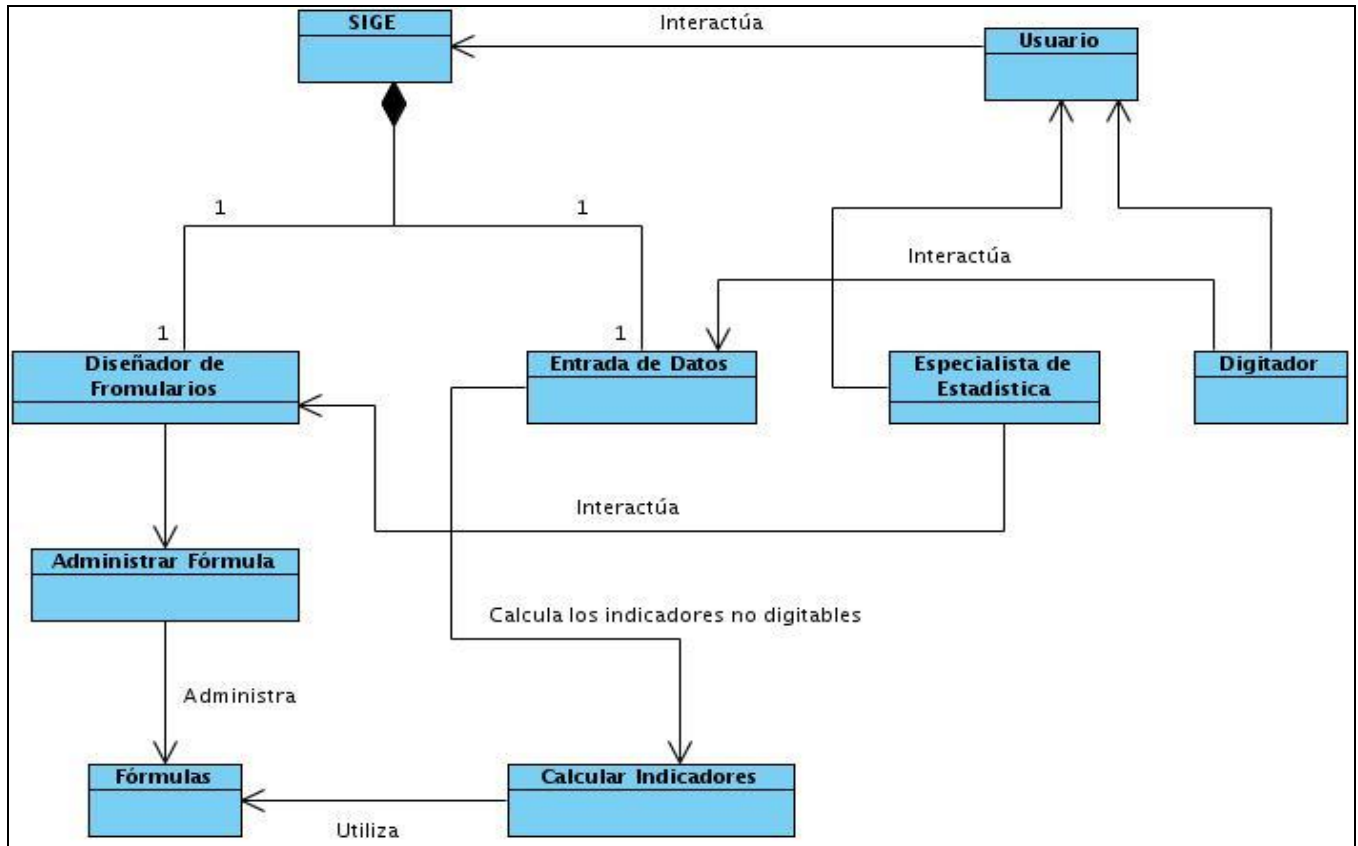 SIGE
Interactúa
Usuario
1
1
Interactúa
1
1
Diseñador de
Fromularios
Entrada de Datos
Especialista de
Estadística
Digitador
Interactúa
Administrar Fórmula
Calcula los indicadores no digitables
Administra
Fórmulas
Calcular Indicadores
Utiliza